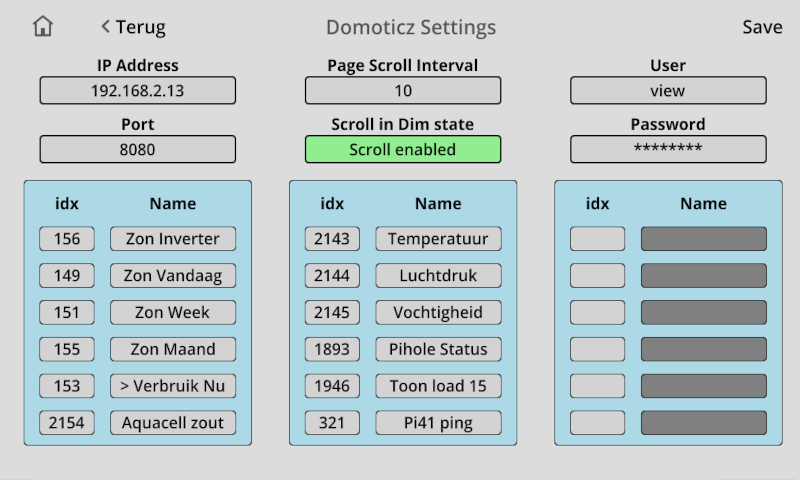 < Terug Domoticz Settings Save
IP Address Page Scroll Interval User
192.168.2.13 10 view
Port Scroll in Dim state Password
8080 Scroll enabled ********
idx Name
156 Zon Inverter
149 Zon Vandaag
151 Zon Week
155 Zon Maand
153 > Verbruik Nu
2154 Aquacell zout
idx Name
2143 Temperatuur
2144 Luchtdruk
2145 Vochtigheid
1893 Pihole Status
1946 Toon load 15
321 Pi41 ping
idx Name